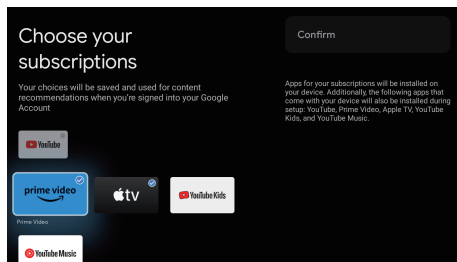 Choose your
subscriptions
Your choices will be saved and used for content
recommendations when you're signed into your Google
Account
YouTube
prime video
tv
YouTube Kids
Prime Video
YouTube Music
Confirm
Apps for your subscriptions will be installed on
your device. Additionally, the following apps that
come with your device will also be installed during
setup: YouTube, Prime Video, Apple TV, YouTube
Kids, and YouTube Music.